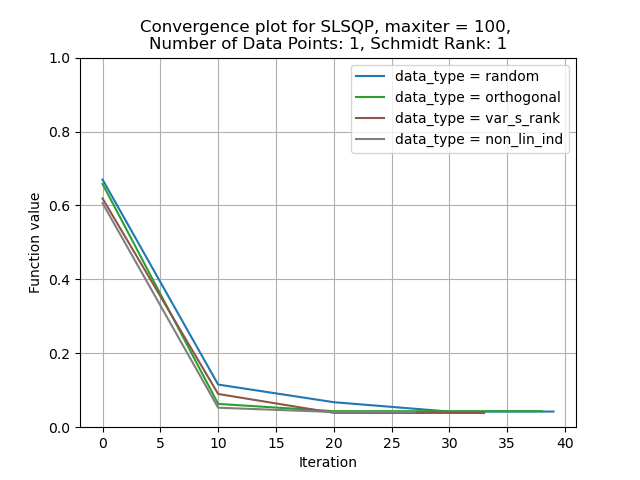 Convergence plot for SLSQP, maxiter = 100,
Number of Data Points: 1, Schmidt Rank: 1
data_type = random
data_type = orthogonal
data_type = var_s_rank
data_type = non_lin_ind
Function value
1.0
0.8
0.6
0.4
0.2
0.0
0 5 10 15 20 25 30 35 40
Iteration